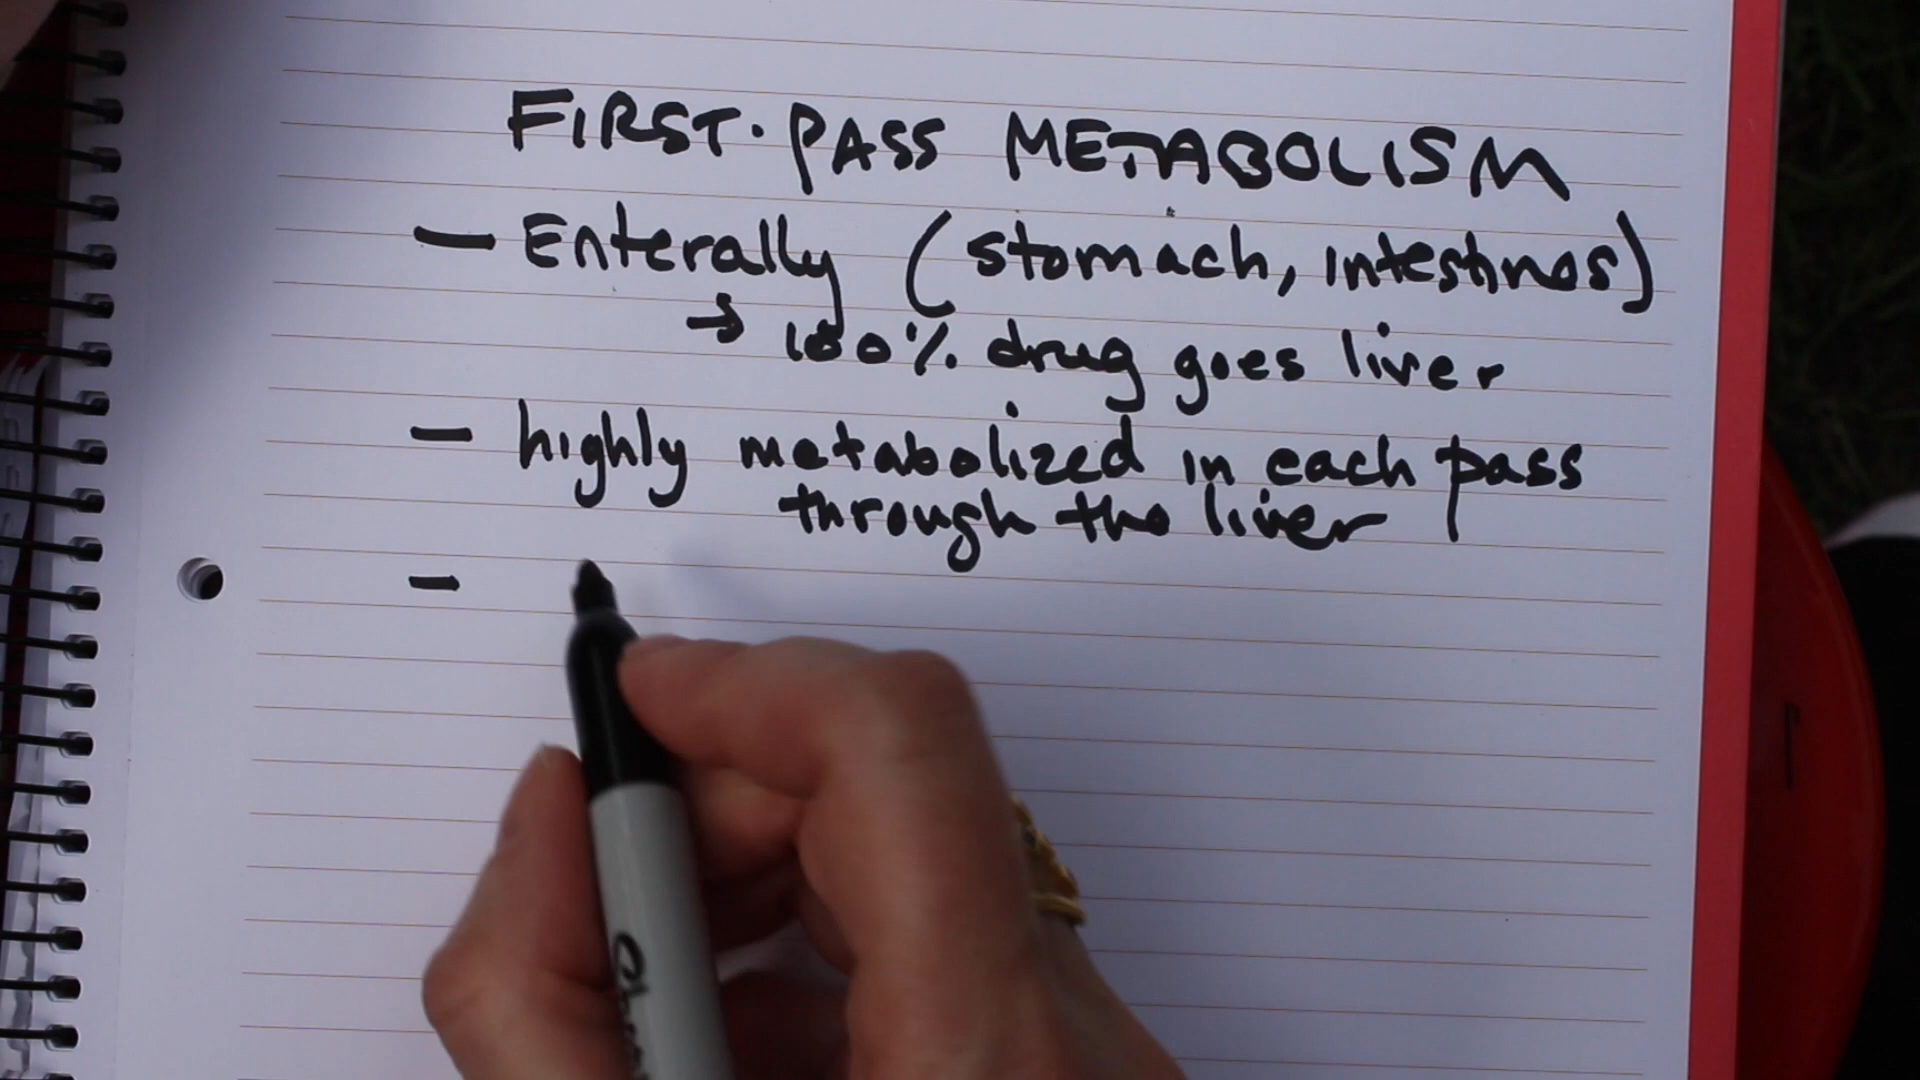 FIRST-PASS METABOLISM
- Enterally (stomach, intestines)
→ 100% drug goes liver
- highly metabolized in each pass
through the liver
-